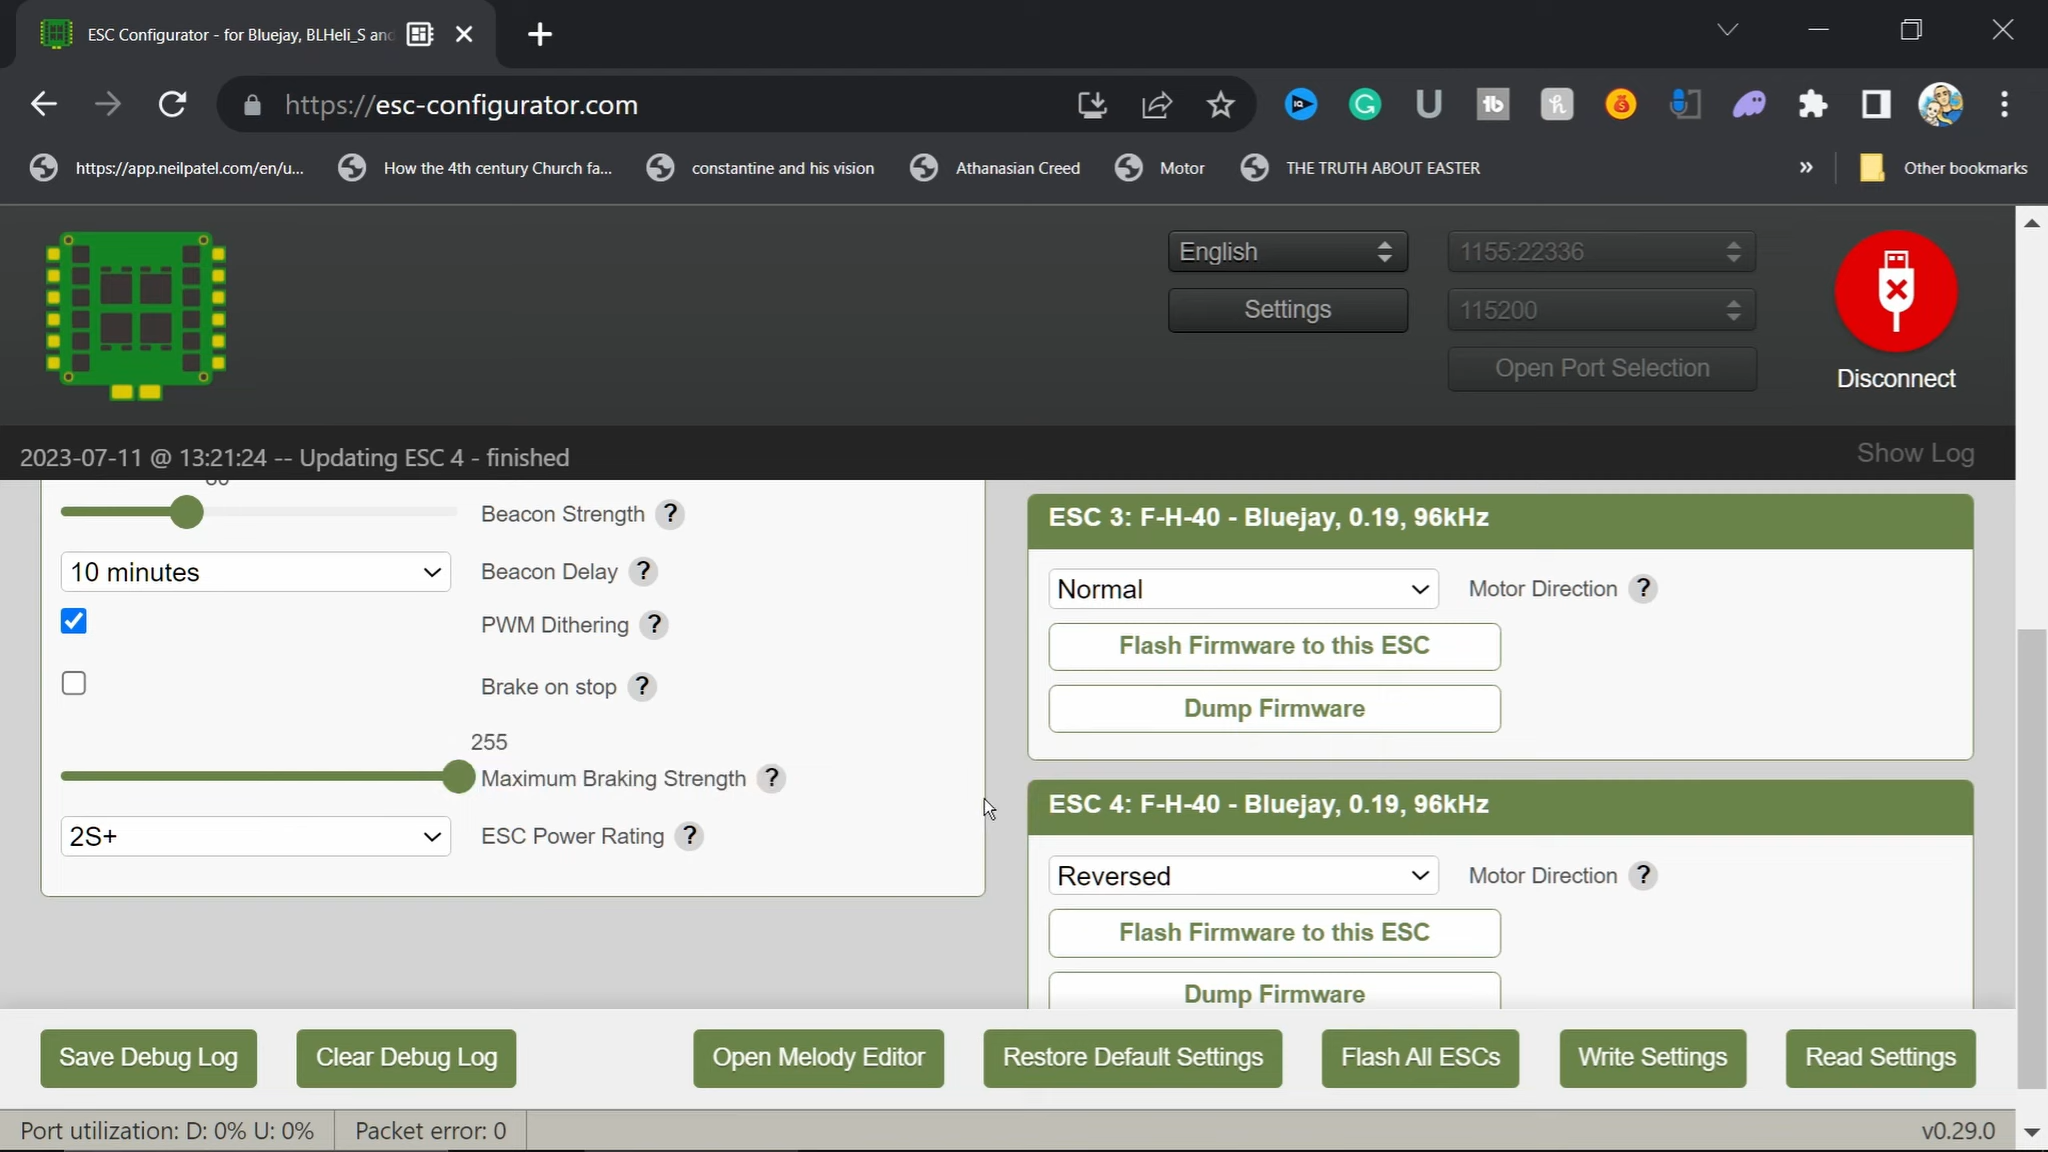 ESC Configurator - for Bluejay, BLHeli_S and
https://esc-configurator.com
https://app.neilpatel.com/en/u...
How the 4th century Church fa...
constantine and his vision
Athanasian Creed
Motor
THE TRUTH ABOUT EASTER
»
Other bookmarks
English
1155:22336
Settings
115200
Open Port Selection
Disconnect
2023-07-11 @ 13:21:24 -- Updating ESC 4 - finished
Show Log
Beacon Strength ?
10 minutes
Beacon Delay ?
PWM Dithering ?
Brake on stop ?
255
Maximum Braking Strength ?
2S+
ESC Power Rating ?
ESC 3: F-H-40 - Bluejay, 0.19, 96kHz
Normal
Motor Direction ?
Flash Firmware to this ESC
Dump Firmware
ESC 4: F-H-40 - Bluejay, 0.19, 96kHz
Reversed
Motor Direction ?
Flash Firmware to this ESC
Dump Firmware
Save Debug Log
Clear Debug Log
Open Melody Editor
Restore Default Settings
Flash All ESCs
Write Settings
Read Settings
Port utilization: D: 0% U: 0%
Packet error: 0
v0.29.0